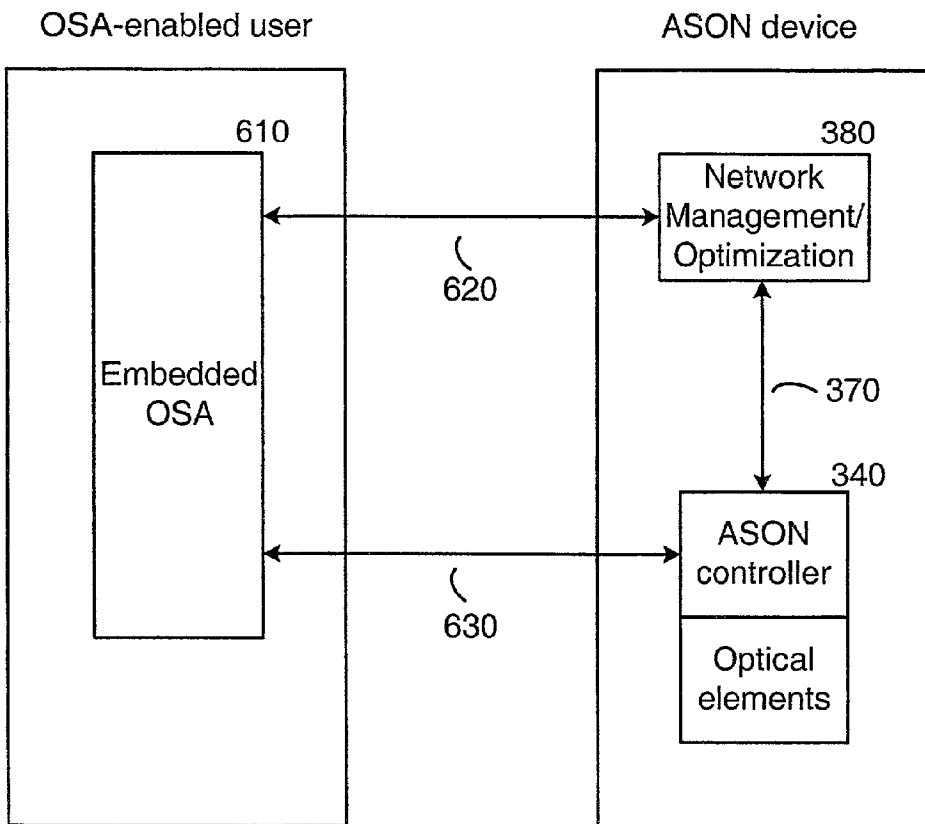 OSA-enabled user
ASON device
610
380
Network
Management/
Optimization
620
Embedded
OSA
370
340
ASON
controller
630
Optical
elements